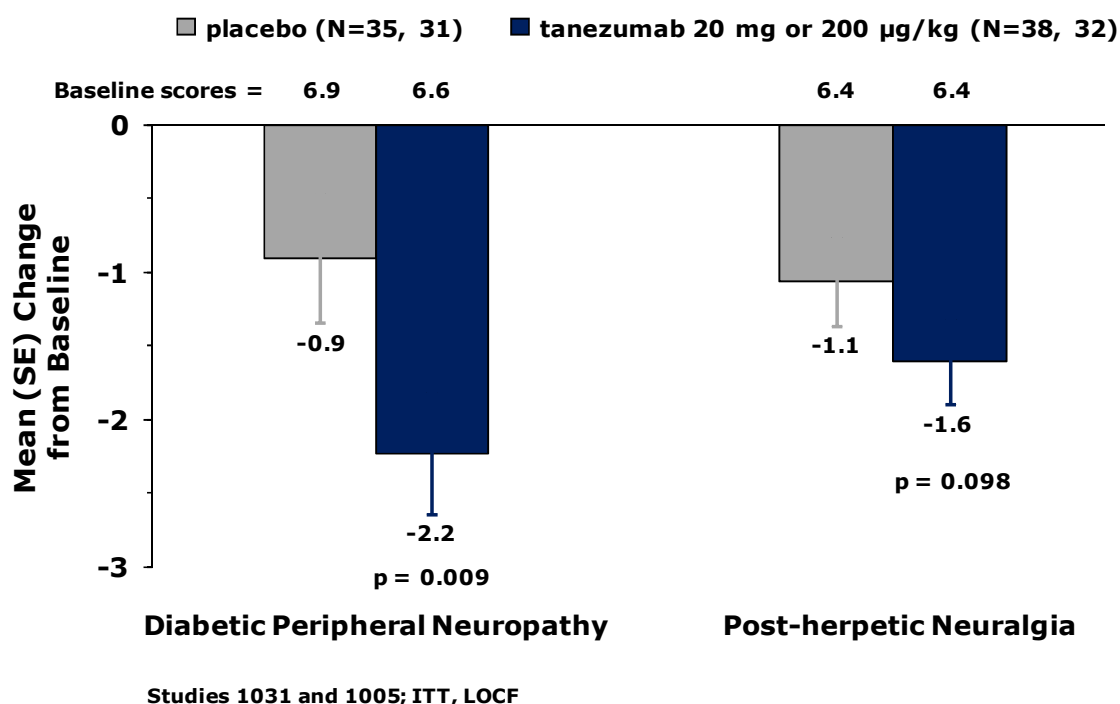 placebo (N=35, 31) tanezumab 20 mg or 200 µg/kg (N=38, 32)
Baseline scores = 6.9 6.6 6.4 6.4
0
-1
-2
-3
Mean (SE) Change
from Baseline
-0.9
-2.2
p = 0.009
-1.1
-1.6
p = 0.098
Diabetic Peripheral Neuropathy Post-herpetic Neuralgia
Studies 1031 and 1005; ITT, LOCF